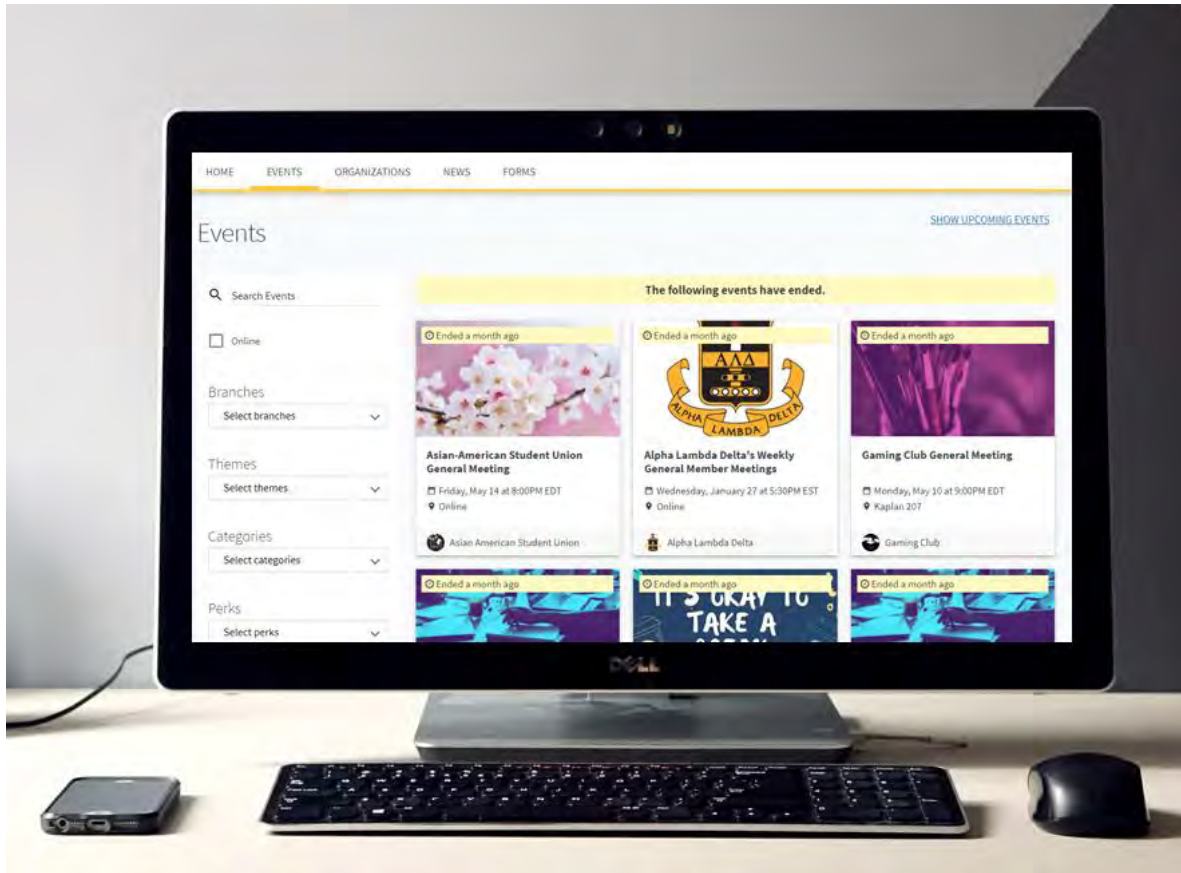 HOME EVENTS ORGANIZATIONS NEWS FORMS
Events
SHOW UPCOMING EVENTS
Search Events
Online
Branches
Select branches
Themes
Select themes
Categories
Select categories
Perks
Select perks
The following events have ended.
Ended a month ago
Asian-American Student Union
General Meeting
Friday, May 14 at 8:00PM EDT
Online
Asian American Student Union
Ended a month ago
ΑΛΔ
ALPHA LAMBDA DELTA
Alpha Lambda Delta's Weekly
General Member Meetings
Wednesday, January 27 at 5:30PM EST
Online
Alpha Lambda Delta
Ended a month ago
Gaming Club General Meeting
Monday, May 10 at 9:00PM EDT
Kaplan 207
Gaming Club
Ended a month ago
Ended a month ago
IT'S OKAY TO
TAKE A
Ended a month ago
DELL